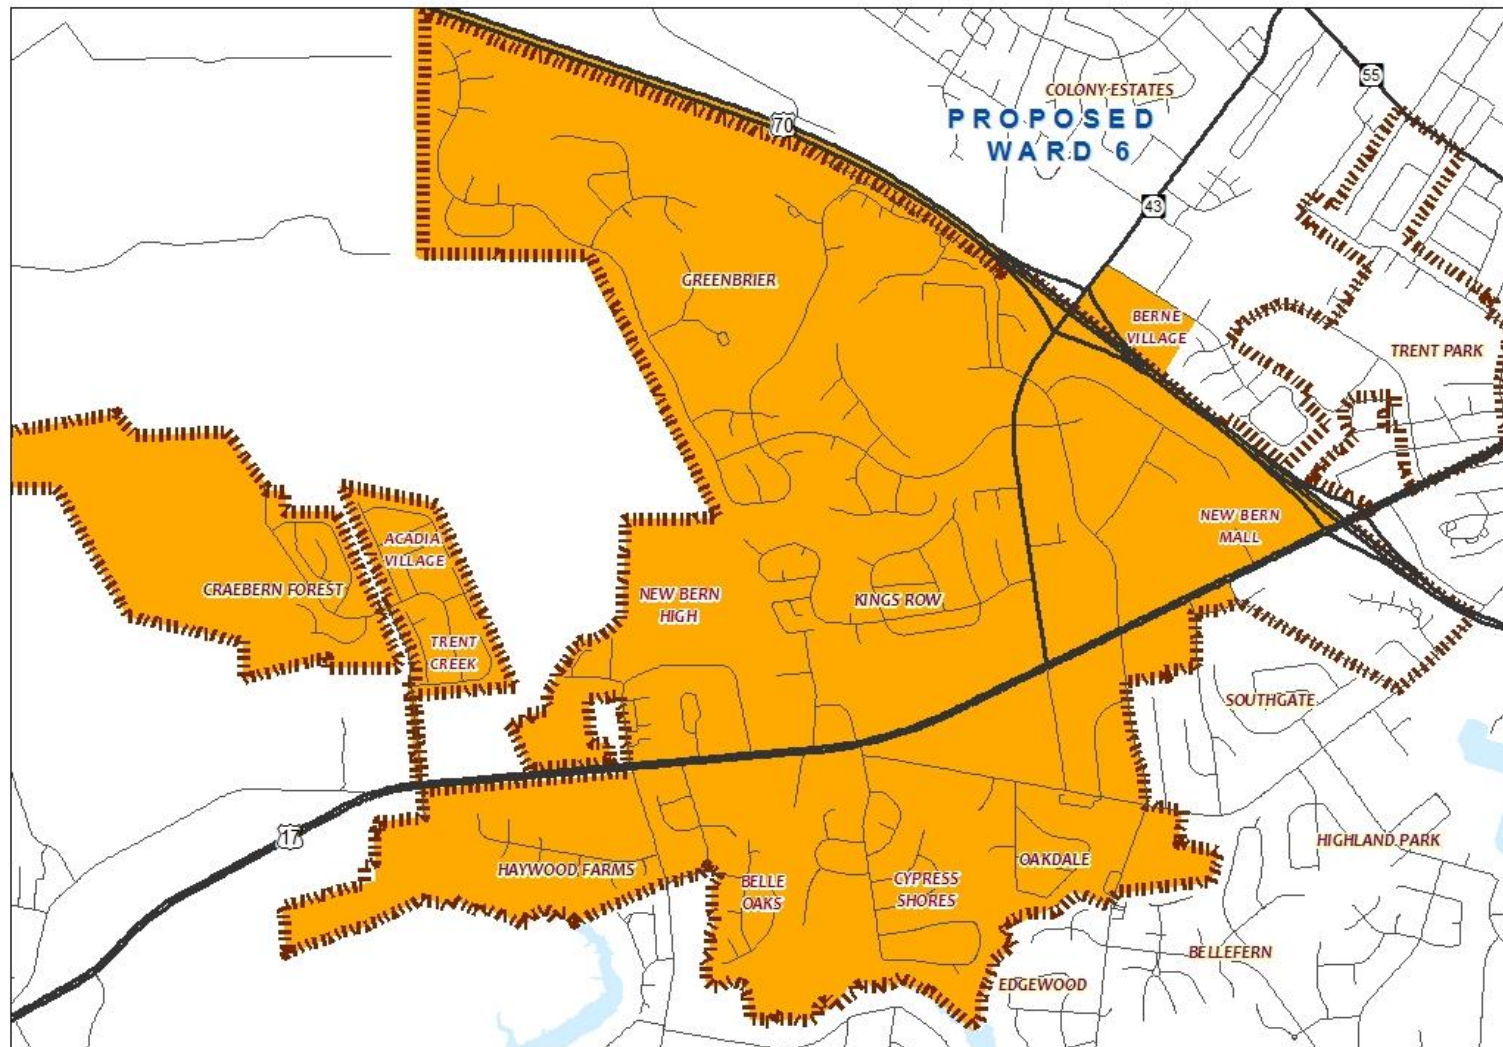 55
COLONY ESTATES
PROPOSED
WARD 6
70
43
GREENBRIER
BERNE
VILLAGE
TRENT PARK
NEW BERN
MALL
ACADIA
VILLAGE
CRAEBERN FOREST
NEW BERN
HIGH
KINGS ROW
TRENT
CREEK
SOUTHGATE
17
HIGHLAND PARK
HAYWOOD FARMS
BELLE
OAKS
CYPRESS
SHORES
OAKDALE
BELLEFERN
EDGEWOOD